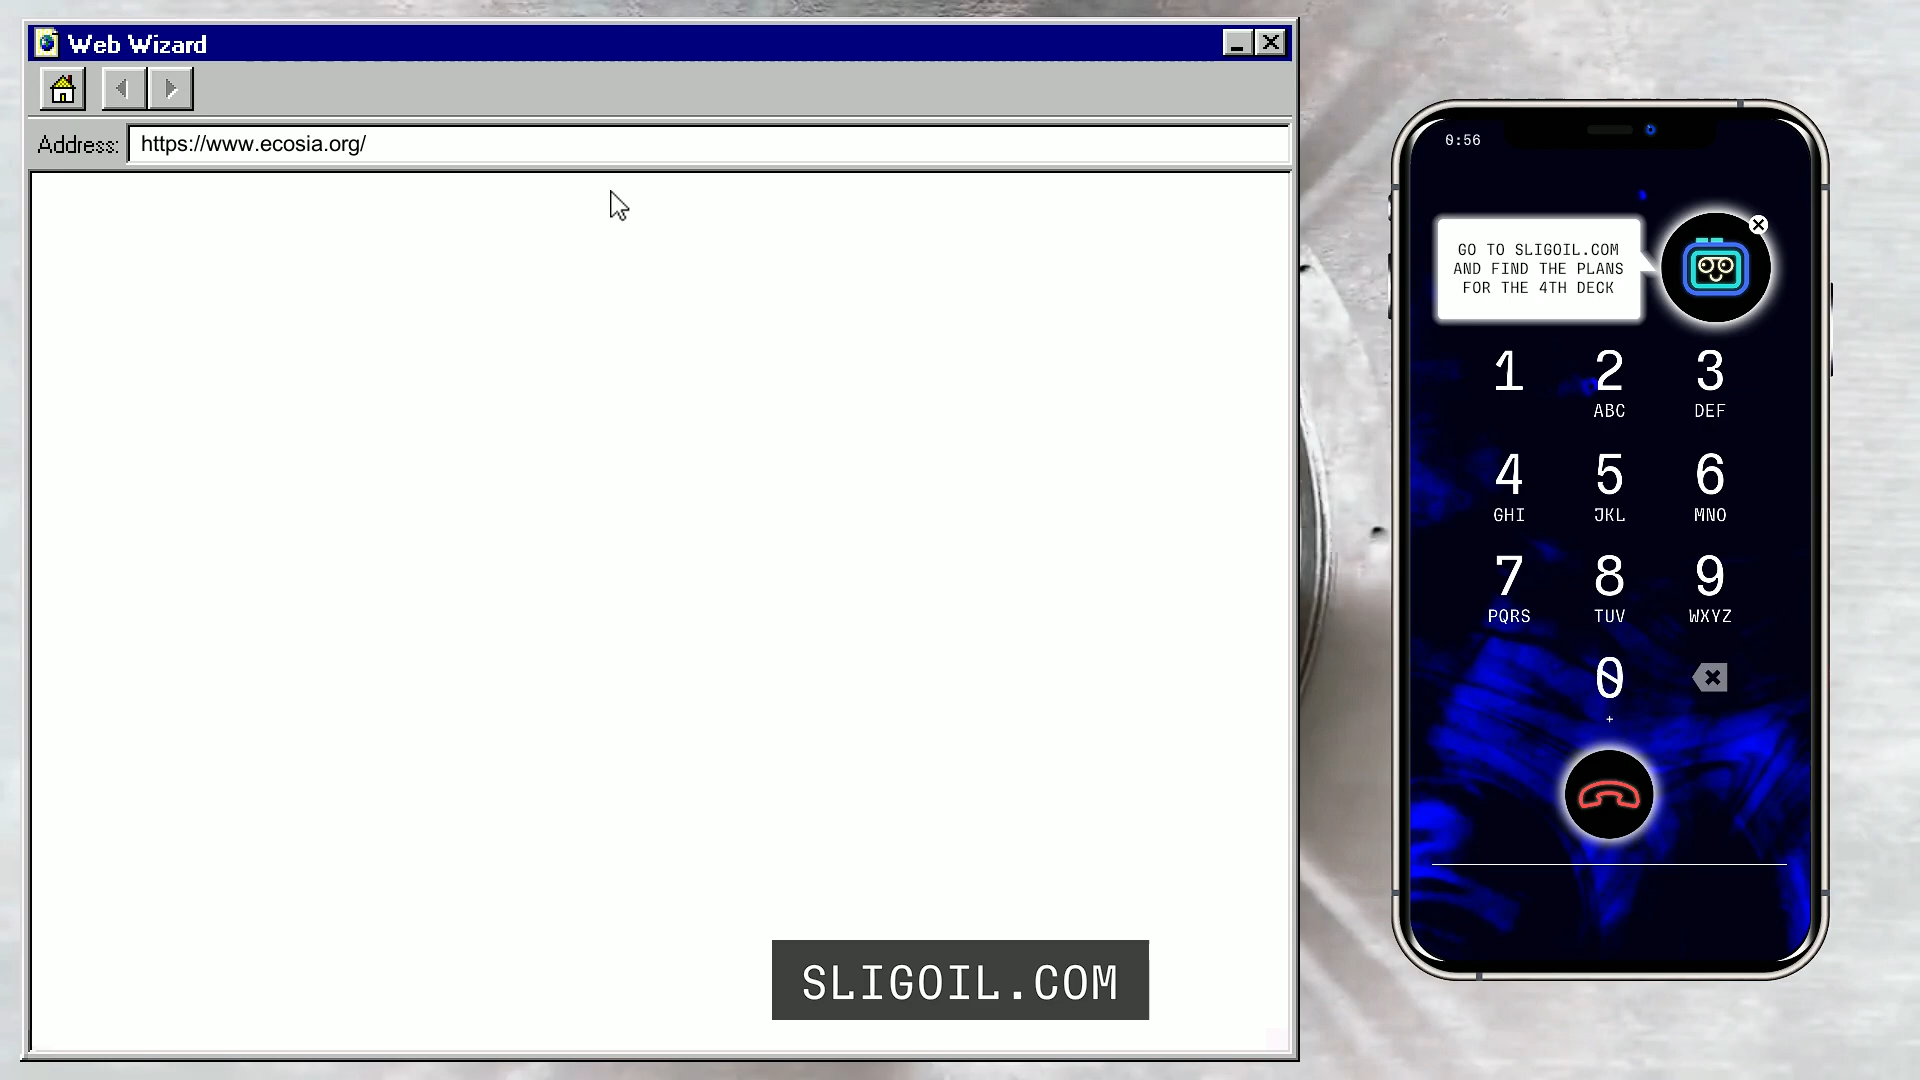 Web Wizard
Address: https://www.ecosia.org/
SLIGOIL.COM
0:56
GO TO SLIGOIL.COM
AND FIND THE PLANS
FOR THE 4TH DECK
1 2 3
ABC DEF
4 5 6
GHI JKL MNO
7 8 9
PQRS TUV WXYZ
0
+